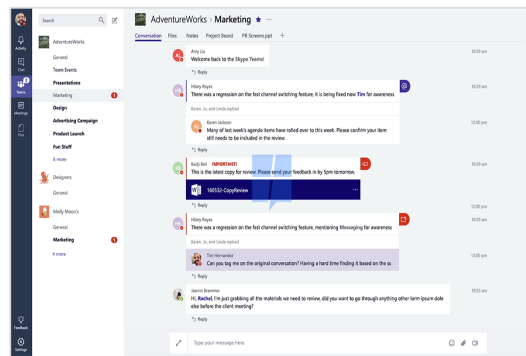 Search
AdventureWorks › Marketing ★ ···
Conversation Files Notes Project Board PR Screens.ppt +
Activity
Chat
Teams
2
Meetings
Files
Feedback
Settings
AdventureWorks
General
Team Events
Presentations
Marketing
1
Design
Advertising Campaign
Product Launch
Fun Stuff
6 more
Designers
General
Molly Moon's
General
Marketing
1
4 more
Amy Liu
Welcome back to the Skype Teams!
10:29 am
Reply
Hilary Reyes
There was a regression on the fast channel switching feature, it is being fixed now Tim for awareness
@
10:29 am
Karen, Jo, and Linda replied
Karen Jackson
Many of last week's agenda items have rolled over to this week. Please confirm your item
still needs to be included in the review.
12:00 pm
Reply
Kadji Bell IMPORTANT!
This is the latest copy for review. Please send your feedback in by 5pm tomorrow.
10:29 am
160532-CopyReview
···
Reply
12:00 pm
Hilary Reyes
There was a regression on the fast channel switching feature, mentioning Messaging for awareness
10:29 am
Karen, Jo, and Linda replied
Tim Hernandez
Can you tag me on the original conversation? Having a hard time finding it based on the ss
12:00 pm
Reply
Jasmin Brammer
Hi, Rachel, I'm just grabbing all the materials we need to review, did you want to go through anything other lorm ipsum dole
else before the client meeting?
10:53 am
Reply
Type your message here